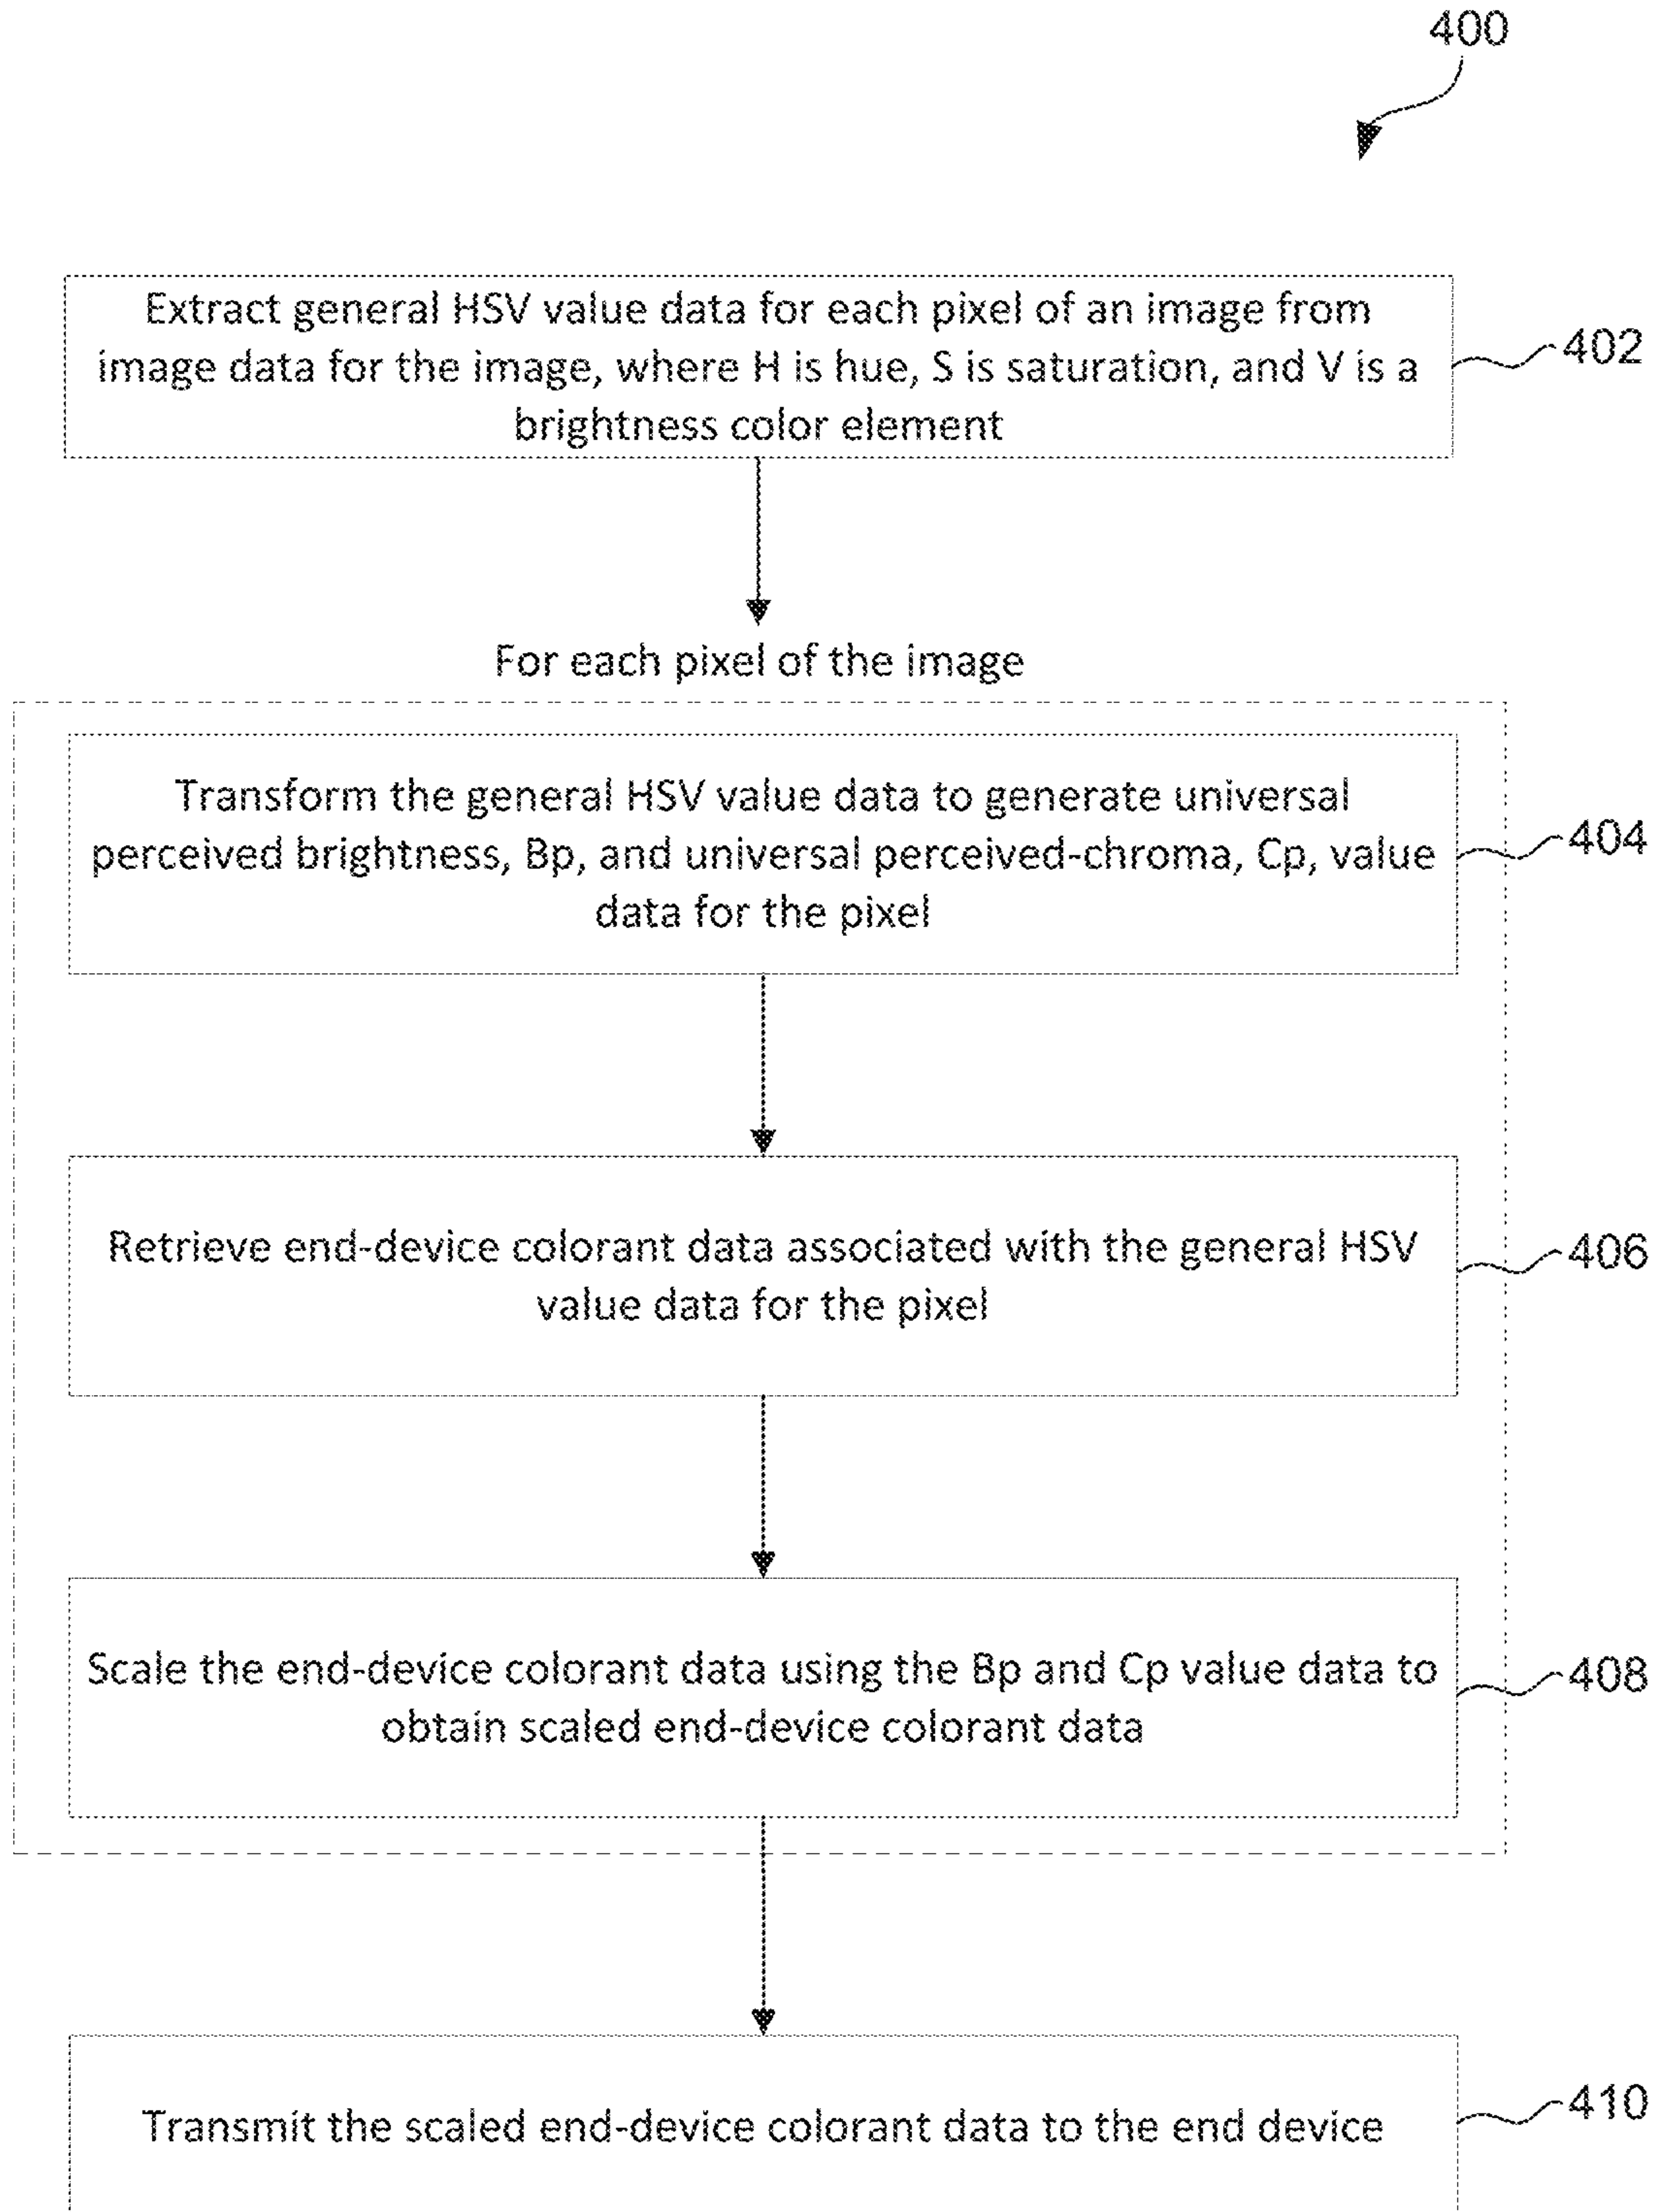 400
Extract general HSV value data for each pixel of an image from
image data for the image, where H is hue, S is saturation, and V is a
brightness color element
402
For each pixel of the image
Transform the general HSV value data to generate universal
perceived brightness, Bp, and universal perceived-chroma, Cp, value
data for the pixel
404
Retrieve end-device colorant data associated with the general HSV
value data for the pixel
406
Scale the end-device colorant data using the Bp and Cp value data to
obtain scaled end-device colorant data
408
Transmit the scaled end-device colorant data to the end device
410